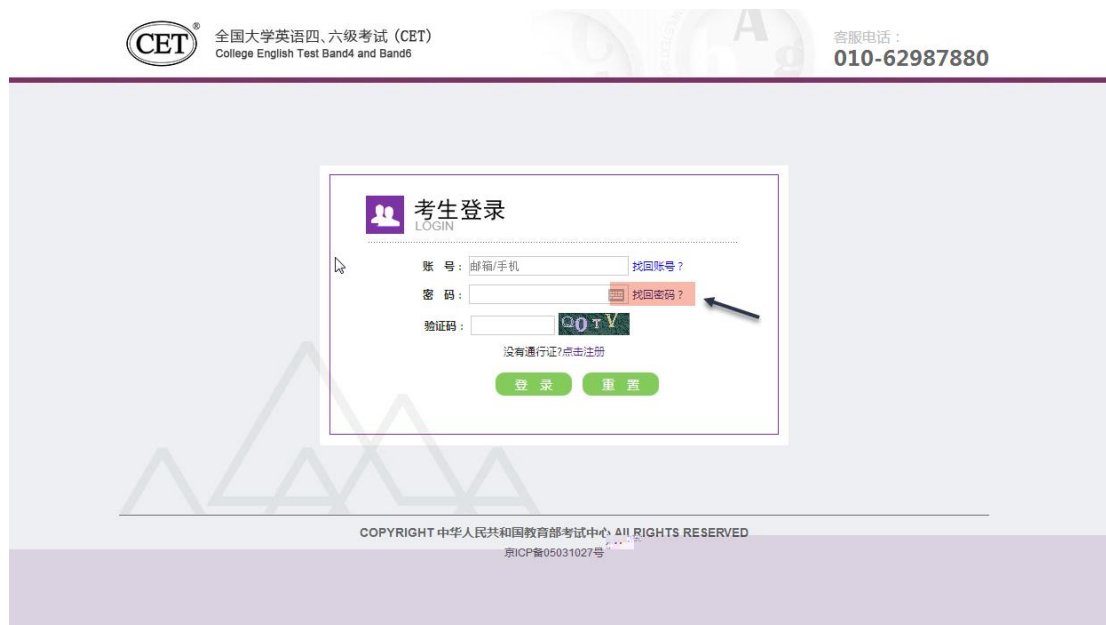 CET®
全国大学英语四、六级考试（CET）
College English Test Band4 and Band6
客服电话：
010-62987880
考生登录
LOGIN
账 号：邮箱/手机 找回账号？
密 码： 找回密码？
验证码： QOTV
没有通行证?点击注册
登 录 重 置
COPYRIGHT 中华人民共和国教育部考试中心 All RIGHTS RESERVED
京ICP备05031027号